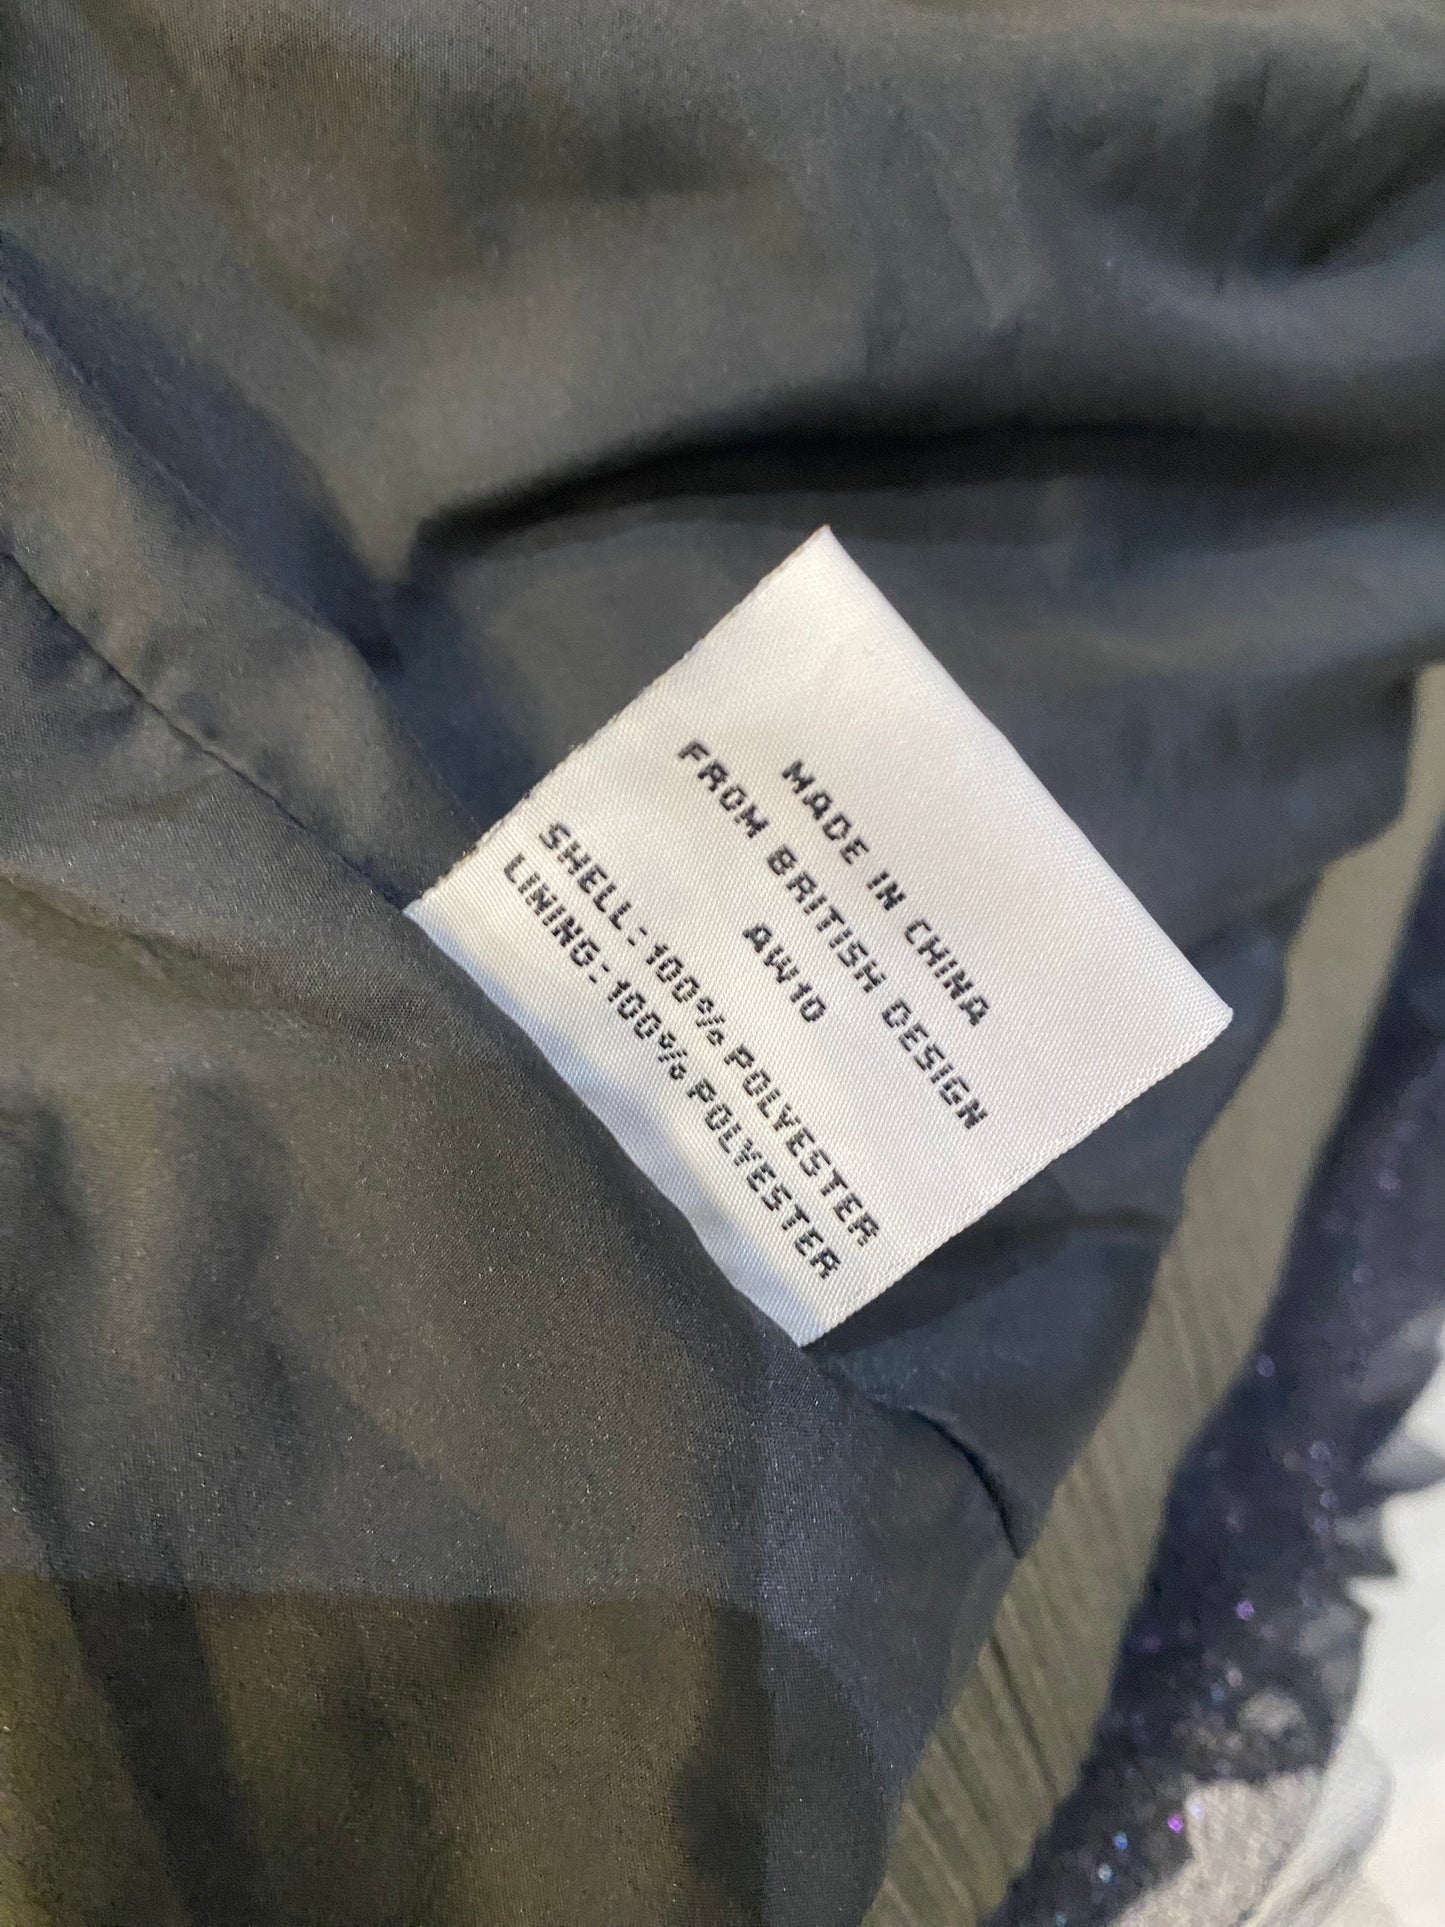 MADE IN CHINA
FROM BRITISH DESIGN
AW10
SHELL: 100% POLYESTER
LINING: 100% POLYESTER